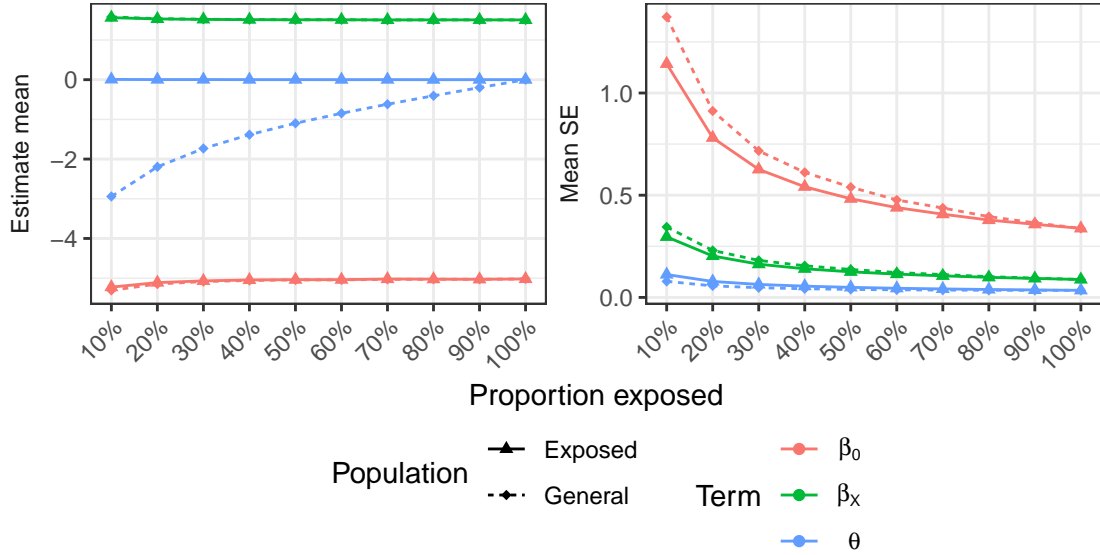 Estimate mean
0
−2
−4
10%
20%
30%
40%
50%
60%
70%
80%
90%
100%
Mean SE
1.0
0.5
0.0
10%
20%
30%
40%
50%
60%
70%
80%
90%
100%
Proportion exposed
Population
Exposed
General
Term
β₀
βₓ
θ